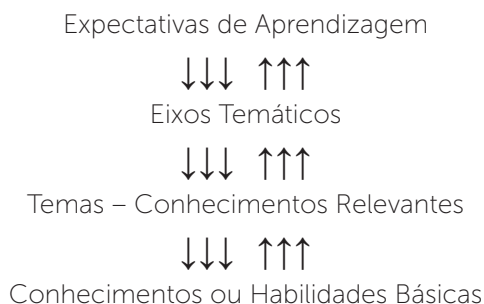 Expectativas de Aprendizagem
↓↓↓ ↑↑↑
Eixos Temáticos
↓↓↓ ↑↑↑
Temas – Conhecimentos Relevantes
↓↓↓ ↑↑↑
Conhecimentos ou Habilidades Básicas